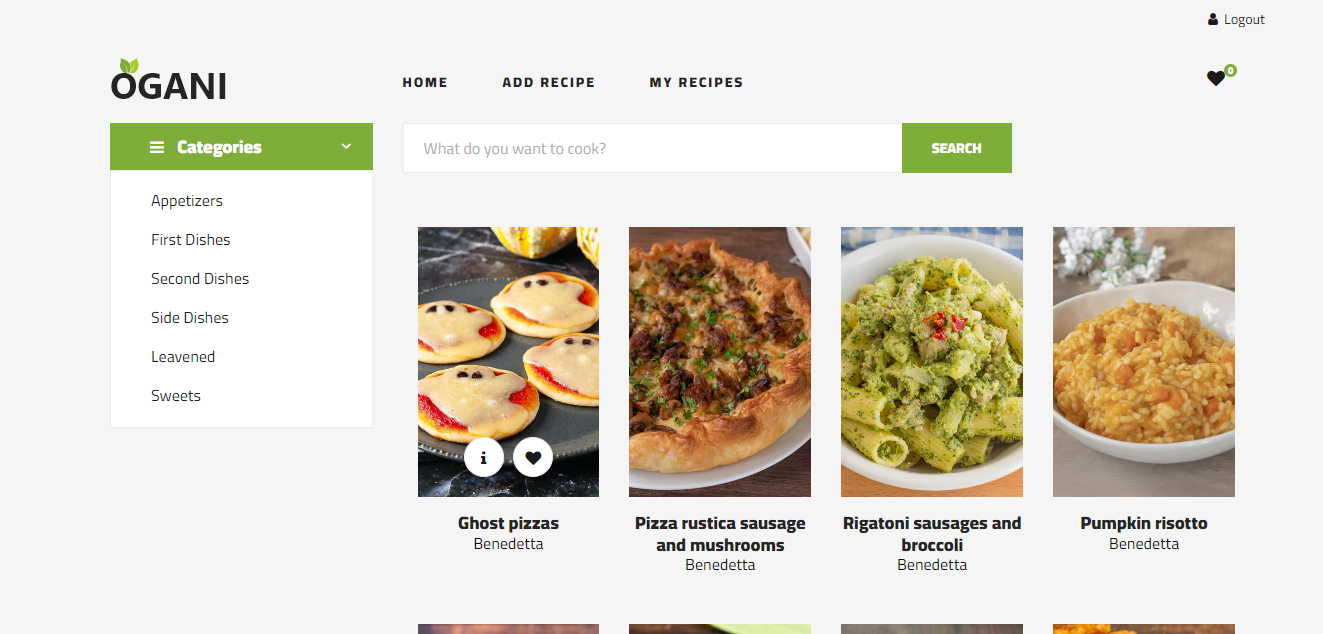 Logout
OGANI
HOME
ADD RECIPE
MY RECIPES
0
Categories
What do you want to cook?
SEARCH
Appetizers
First Dishes
Second Dishes
Side Dishes
Leavened
Sweets
i
Ghost pizzas
Benedetta
Pizza rustica sausage
and mushrooms
Benedetta
Rigatoni sausages and
broccoli
Benedetta
Pumpkin risotto
Benedetta